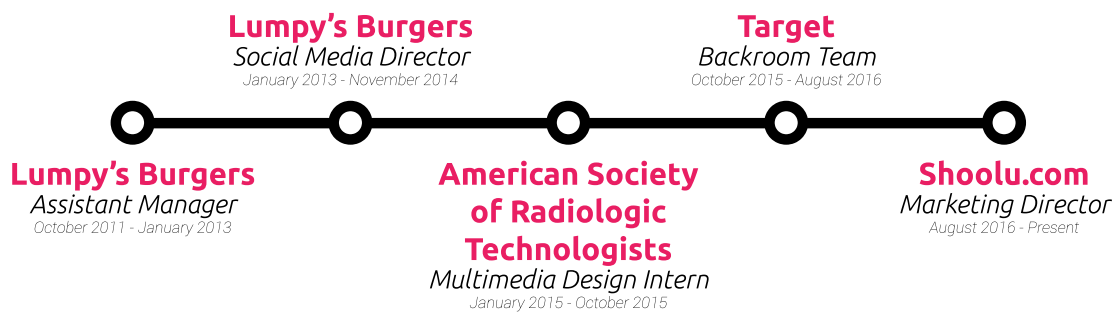 Lumpy's Burgers
Assistant Manager
October 2011 - January 2013
Lumpy's Burgers
Social Media Director
January 2013 - November 2014
American Society
of Radiologic
Technologists
Multimedia Design Intern
January 2015 - October 2015
Target
Backroom Team
October 2015 - August 2016
Shoolu.com
Marketing Director
August 2016 - Present